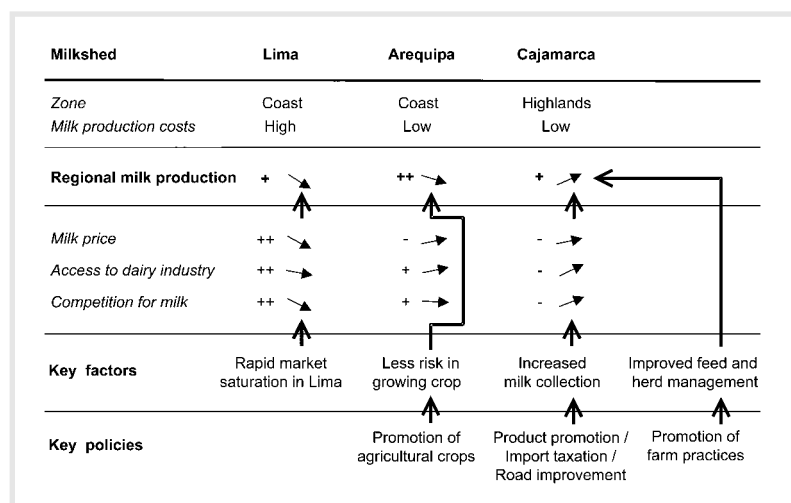 Milkshed Lima Arequipa Cajamarca
Zone Coast Coast Highlands
Milk production costs High Low Low
Regional milk production + ++ +
Milk price ++ - -
Access to dairy industry ++ + -
Competition for milk ++ + -
Key factors
Rapid market
saturation in Lima
Less risk in
growing crop
Increased
milk collection
Improved feed and
herd management
Key policies
Promotion of
agricultural crops
Product promotion /
Import taxation /
Road improvement
Promotion of
farm practices